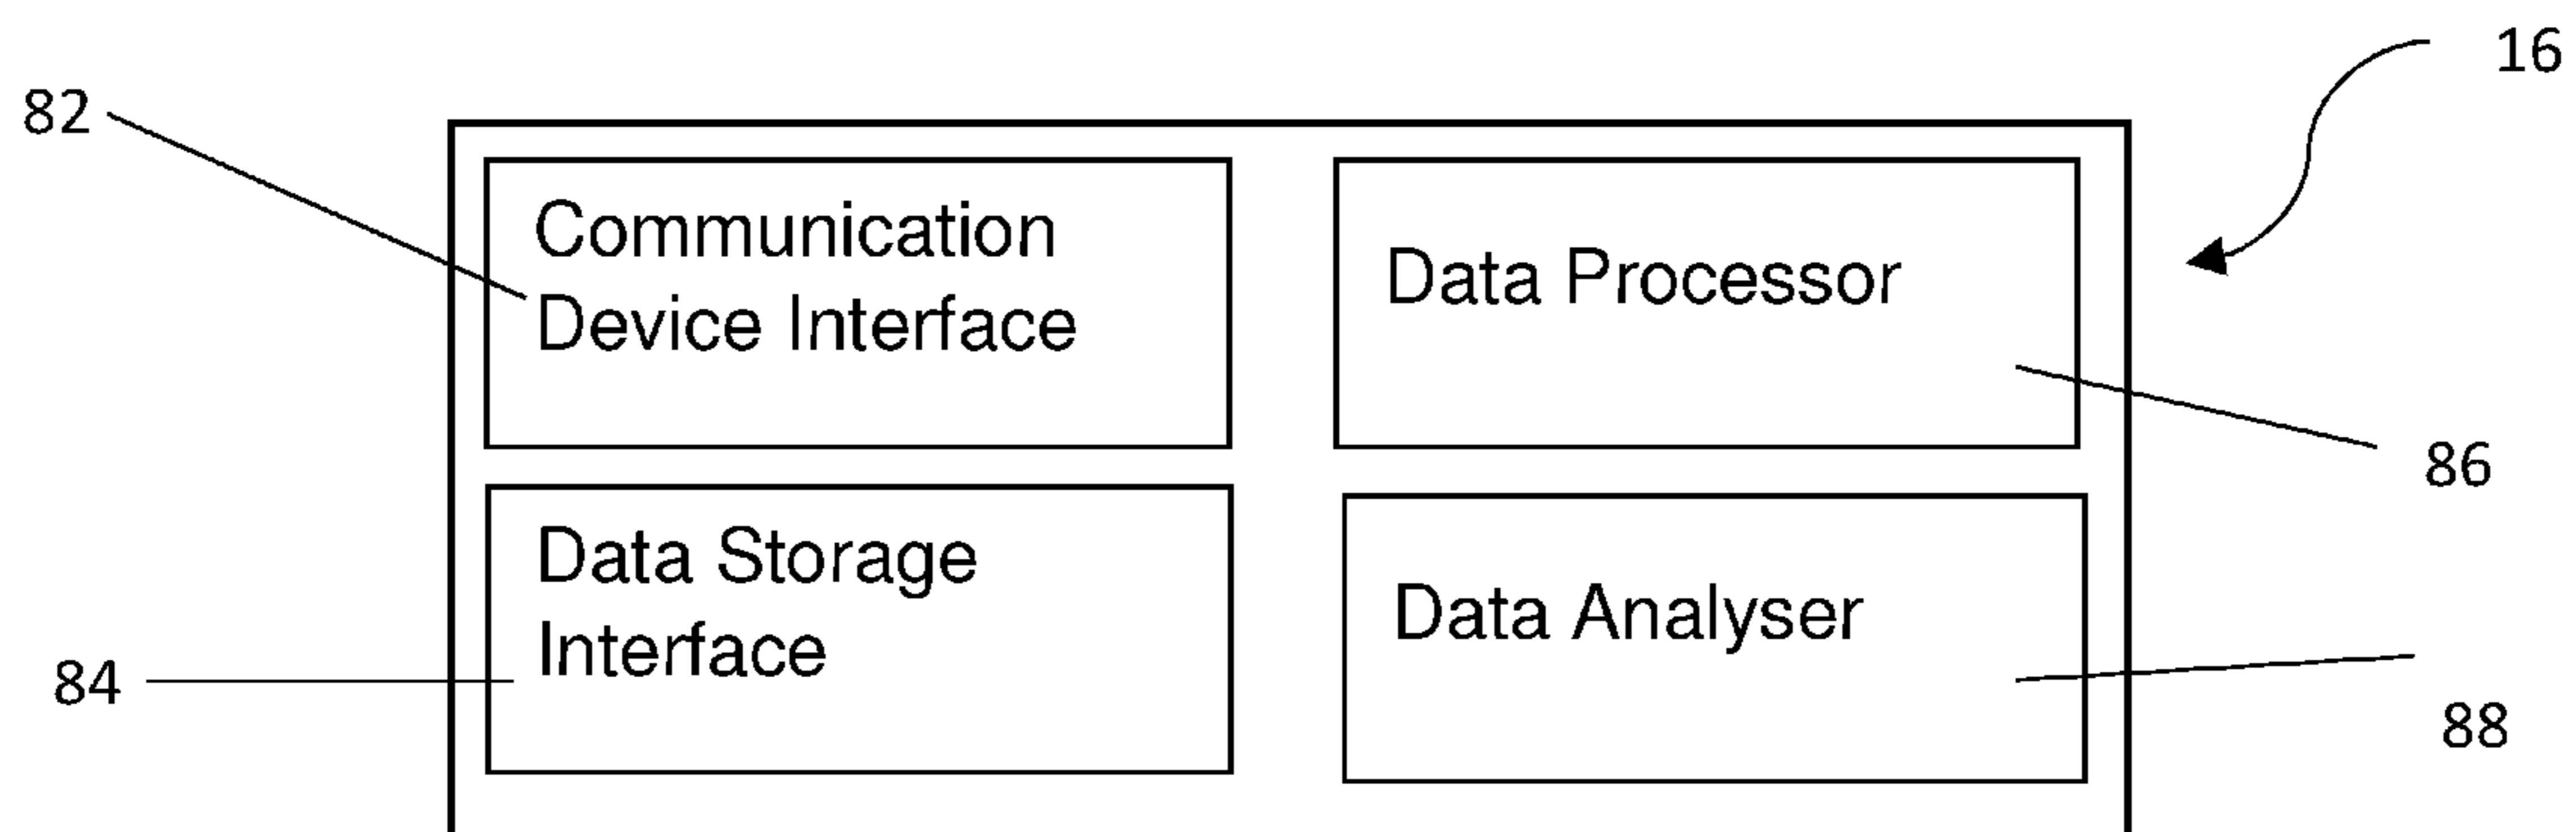 16
82
Communication
Device Interface
Data Processor
86
Data Storage
Interface
Data Analyser
84
88